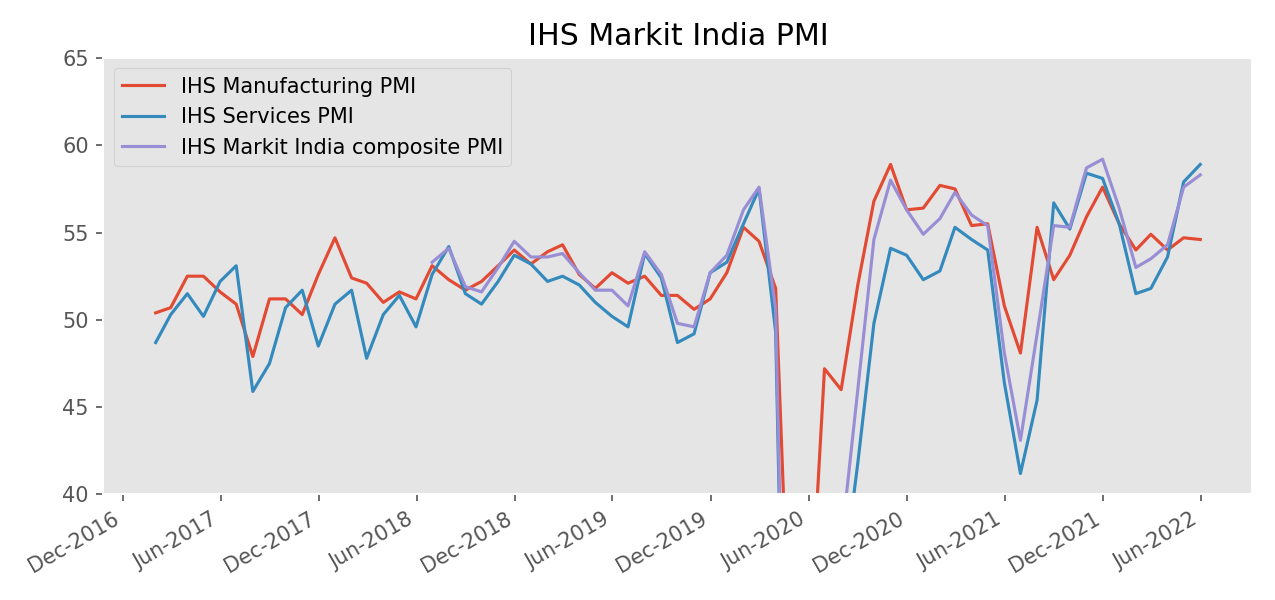 IHS Markit India PMI
65
60
55
50
45
40
IHS Manufacturing PMI
IHS Services PMI
IHS Markit India composite PMI
Dec-2016
Jun-2017
Dec-2017
Jun-2018
Dec-2018
Jun-2019
Dec-2019
Jun-2020
Dec-2020
Jun-2021
Dec-2021
Jun-2022